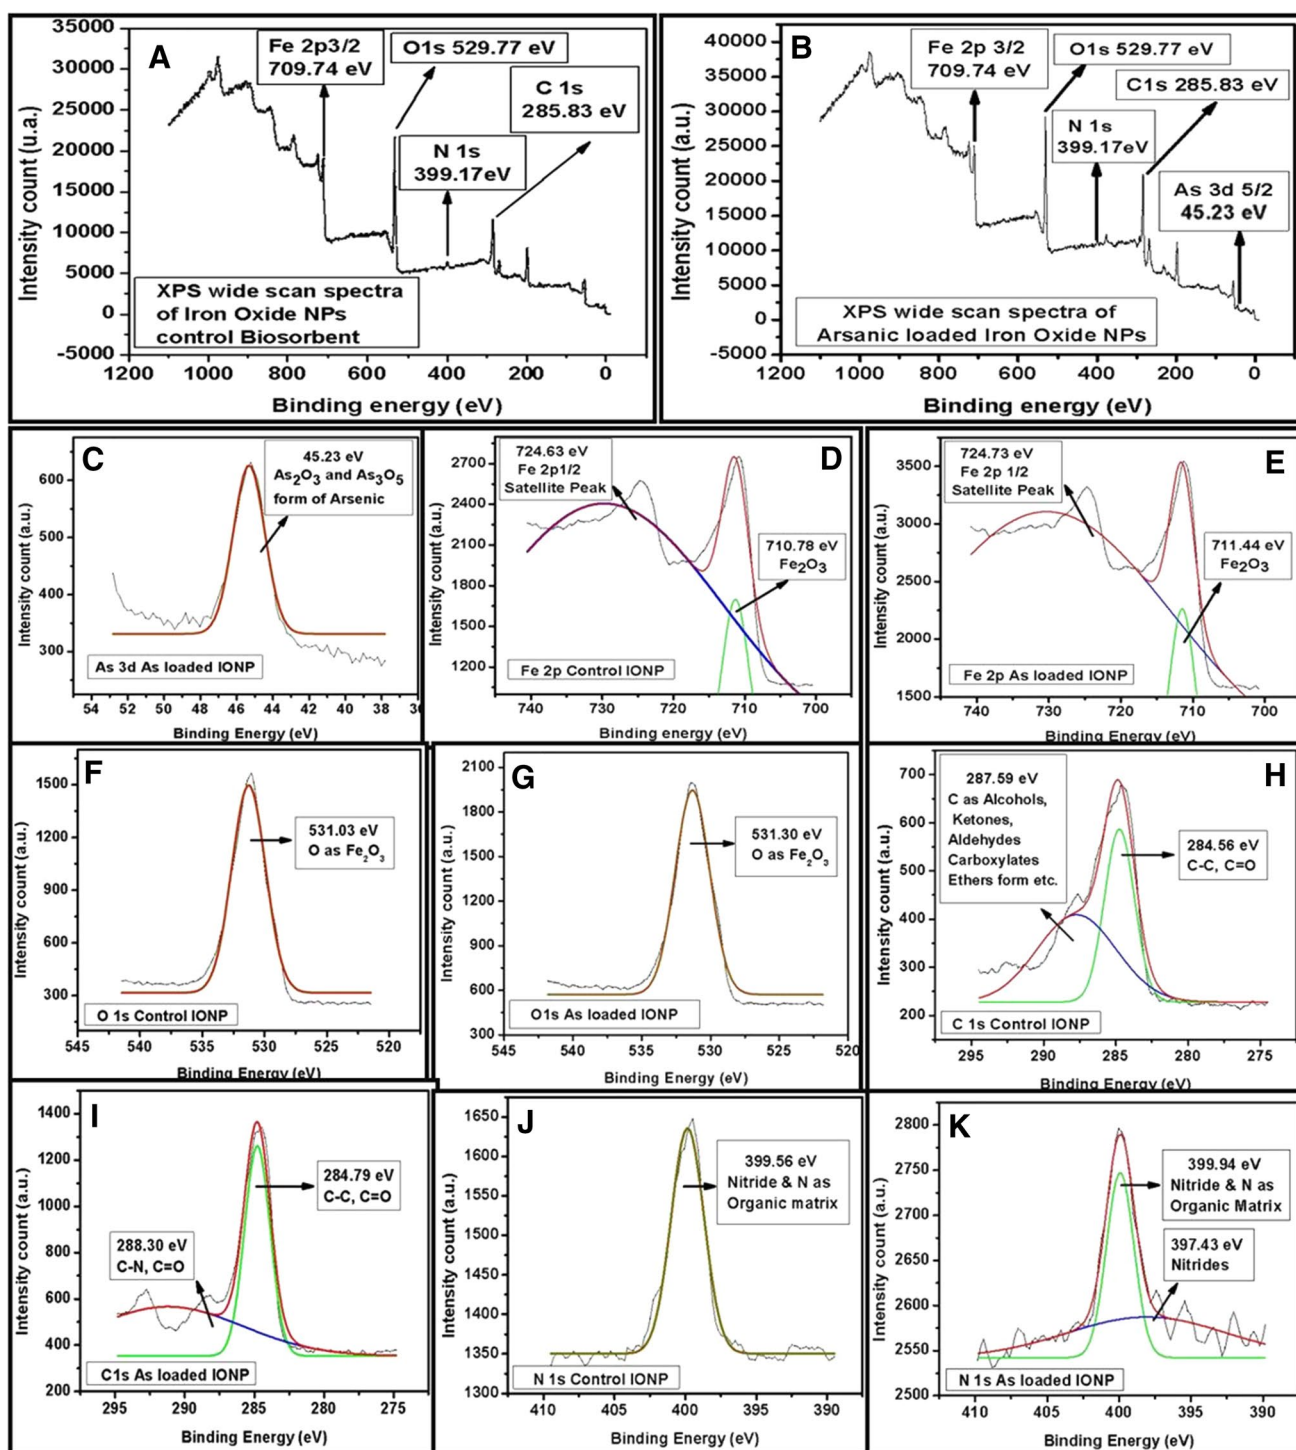 A
Fe 2p3/2
709.74 eV
O1s 529.77 eV
C 1s
285.83 eV
N 1s
399.17eV
XPS wide scan spectra
of Iron Oxide NPs
control Biosorbent
Intensity count (u.a.)
35000
30000
25000
20000
15000
10000
5000
0
-5000
1200 1000 800 600 400 200 0
Binding energy (eV)
B
Fe 2p 3/2
709.74 eV
O1s 529.77 eV
C1s 285.83 eV
N 1s
399.17eV
As 3d 5/2
45.23 eV
XPS wide scan spectra of
Arsanic loaded Iron Oxide NPs
Intensity count (a.u.)
40000
35000
30000
25000
20000
15000
10000
5000
0
-5000
1200 1000 800 600 400 200 0
Binding energy (eV)
C
45.23 eV
As2O3 and As3O5
form of Arsenic
As 3d As loaded IONP
Intensity count (a.u.)
600
500
400
300
54 52 50 48 46 44 42 40 38 36
Binding Energy (eV)
D
724.63 eV
Fe 2p1/2
Satellite Peak
710.78 eV
Fe2O3
Fe 2p Control IONP
Intensity count (a.u.)
2700
2400
2100
1800
1500
1200
740 730 720 710 700
Binding energy (eV)
E
724.73 eV
Fe 2p 1/2
Satellite Peak
711.44 eV
Fe2O3
Fe 2p As loaded IONP
Intensity count (a.u.)
3500
3000
2500
2000
1500
740 730 720 710 700
Binding Energy (eV)
F
531.03 eV
O as Fe2O3
O 1s Control IONP
Intensity count (a.u.)
1500
1200
900
600
300
545 540 535 530 525 520
Binding Energy (eV)
G
531.30 eV
O as Fe2O3
O1s As loaded IONP
Intensity count (a.u.)
2100
1800
1500
1200
900
600
300
545 540 535 530 525 520
Binding Energy (eV)
H
287.59 eV
C as Alcohols,
Ketones,
Aldehydes
Carboxylates
Ethers form etc.
284.56 eV
C-C, C=O
C 1s Control IONP
Intensity count (a.u.)
700
600
500
400
300
200
295 290 285 280 275
Binding Energy (eV)
I
284.79 eV
C-C, C=O
288.30 eV
C-N, C=O
C1s As loaded IONP
Intensity count (a.u.)
1400
1200
1000
800
600
400
200
295 290 285 280 275
Binding Energy (eV)
J
399.56 eV
Nitride & N as
Organic matrix
N 1s Control IONP
Intensity count (a.u.)
1650
1600
1550
1500
1450
1400
1350
1300
410 405 400 395 390
Binding Energy (eV)
K
399.94 eV
Nitride & N as
Organic Matrix
397.43 eV
Nitrides
N 1s As loaded IONP
Intensity count (a.u.)
2800
2750
2700
2650
2600
2550
2500
410 405 400 395 390
Binding Energy (eV)